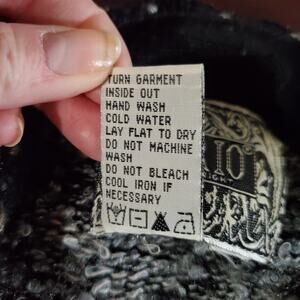 TURN GARMENT
INSIDE OUT
HAND WASH
COLD WATER
LAY FLAT TO DRY
DO NOT MACHINE
WASH
DO NOT BLEACH
COOL IRON IF
NECESSARY
10